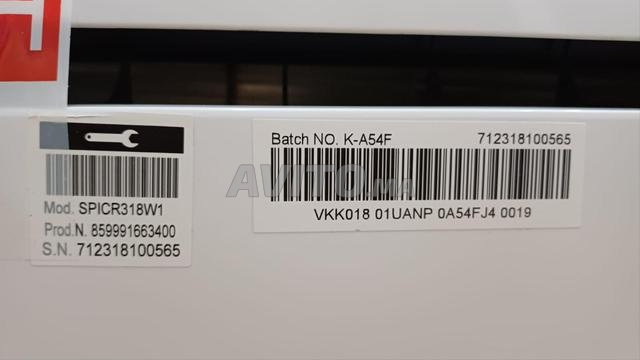 Mod. SPICR318W1
Prod.N. 859991663400
S.N. 712318100565
Batch NO. K-A54F 712318100565
VKK018 01UANP 0A54FJ4 0019
AVITO.ma